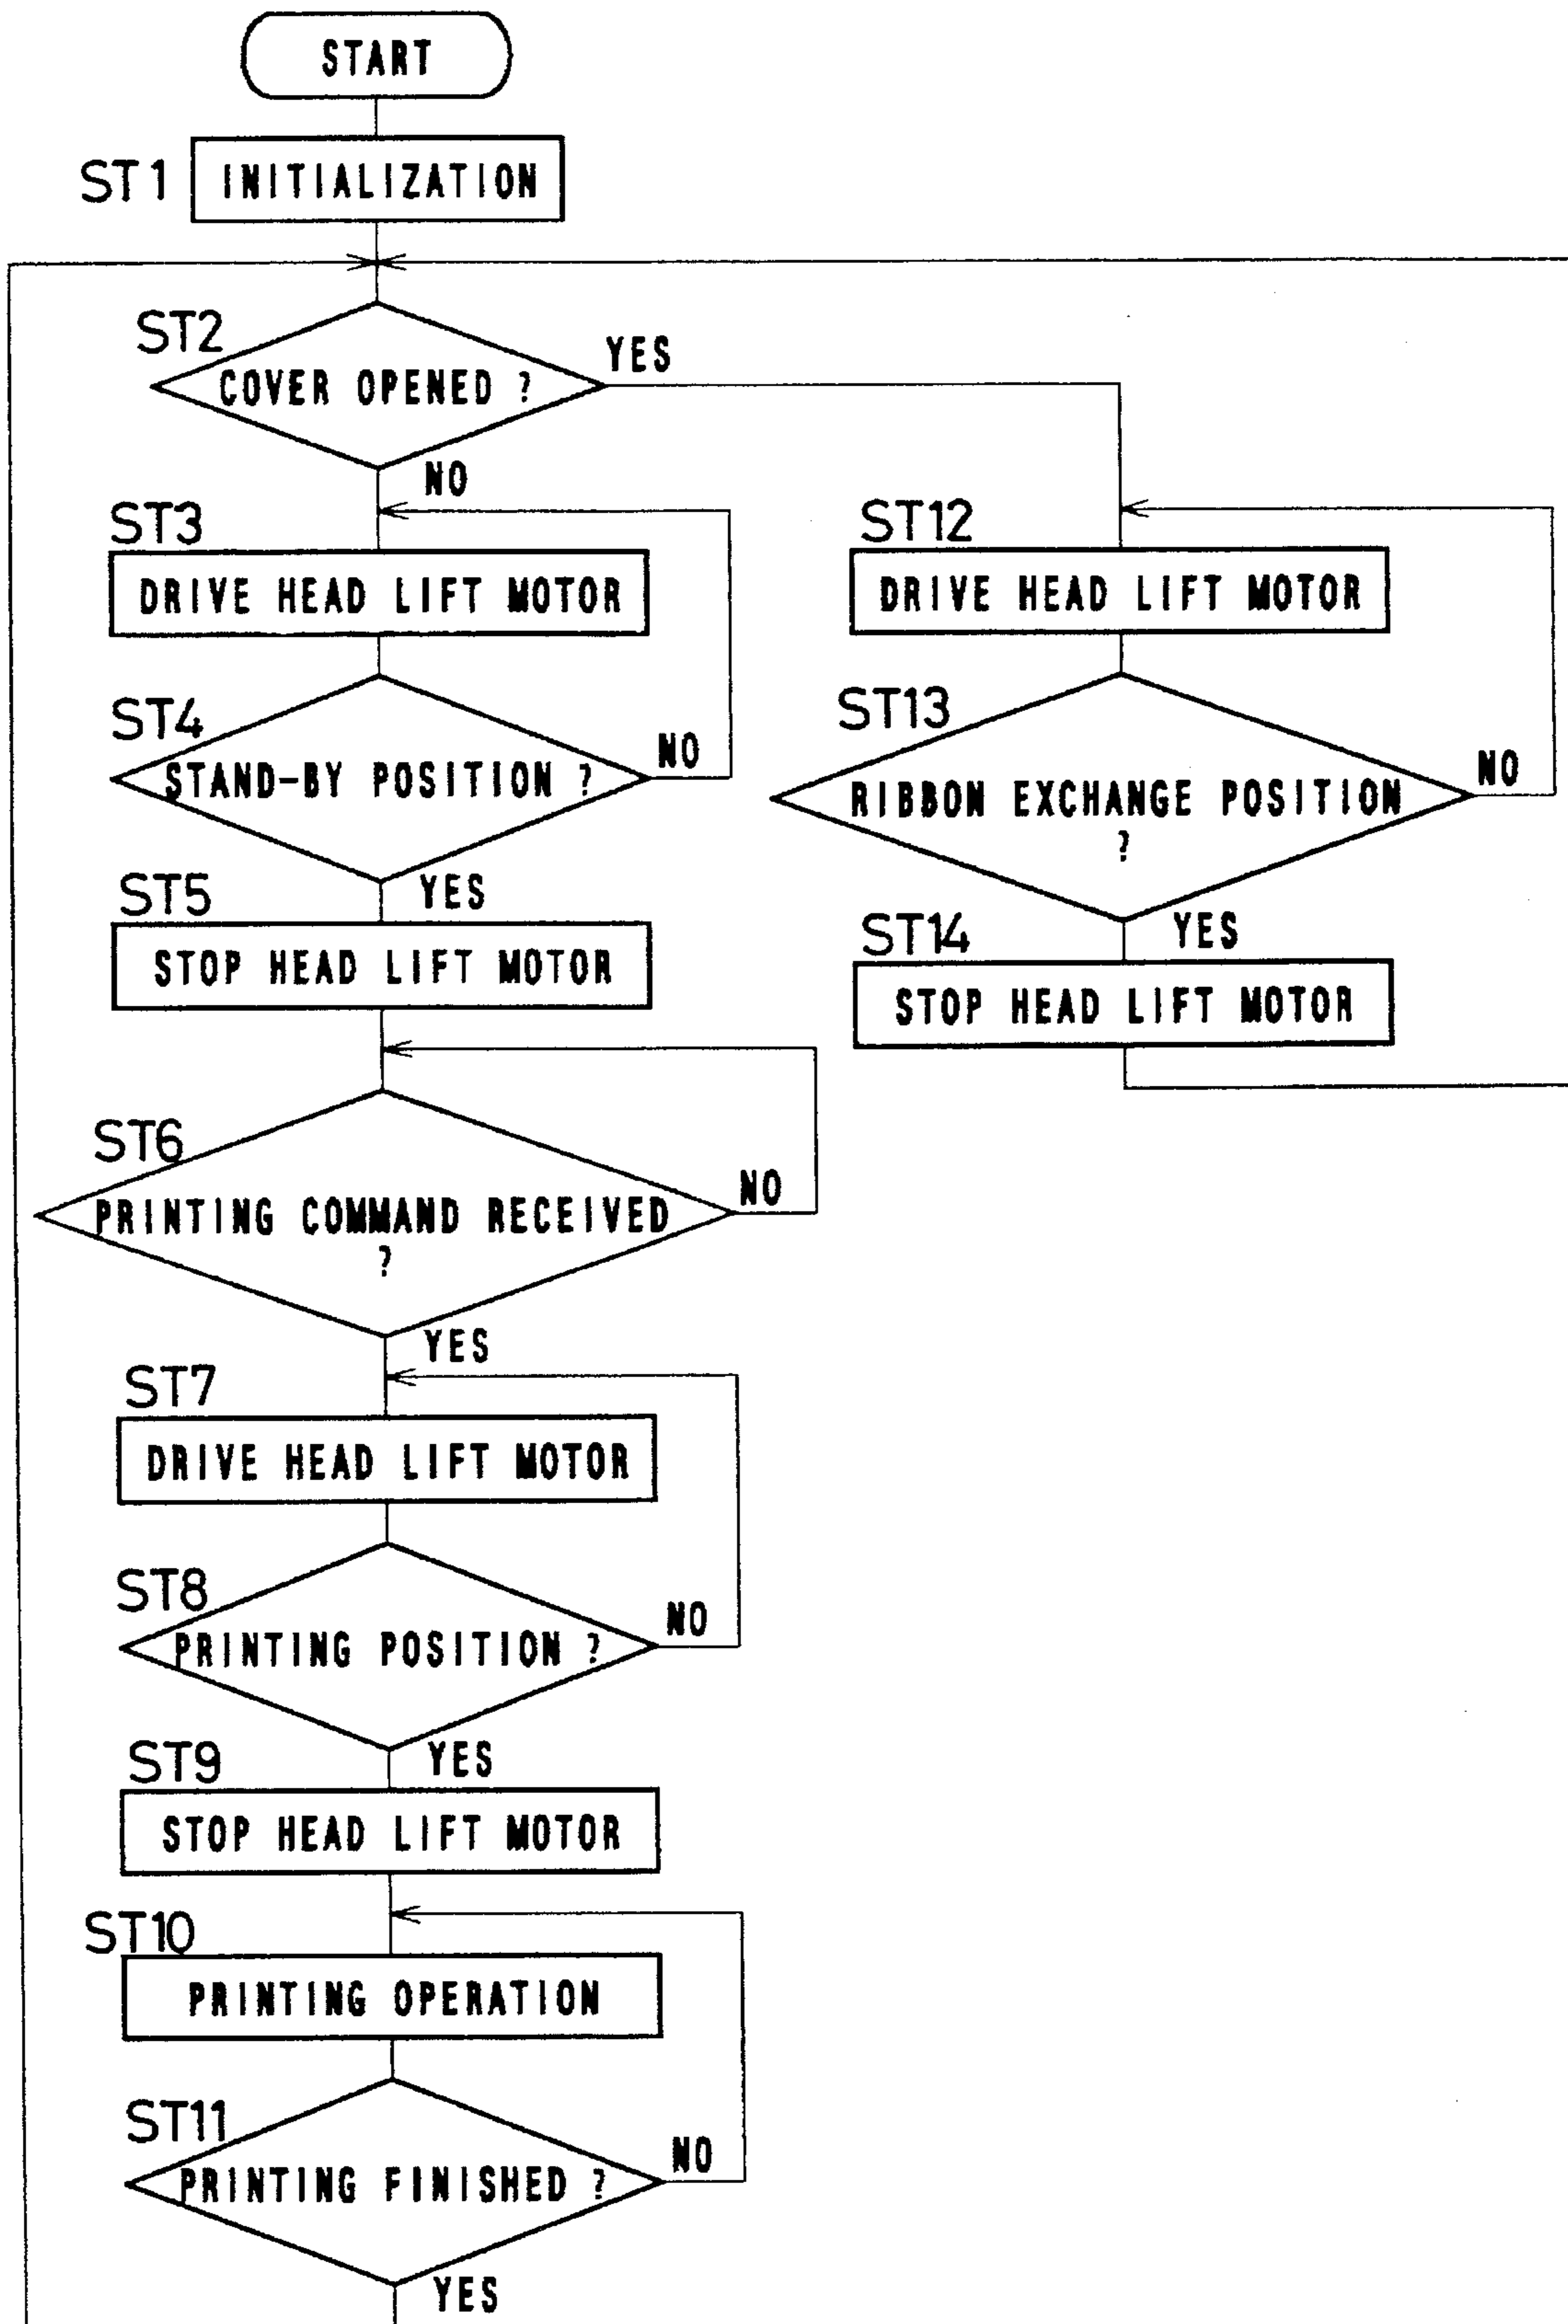 START
ST1
INITIALIZATION
ST2
COVER OPENED ?
YES
NO
ST3
DRIVE HEAD LIFT MOTOR
ST4
STAND-BY POSITION ?
NO
YES
ST5
STOP HEAD LIFT MOTOR
ST6
PRINTING COMMAND RECEIVED
?
NO
YES
ST7
DRIVE HEAD LIFT MOTOR
ST8
PRINTING POSITION ?
NO
YES
ST9
STOP HEAD LIFT MOTOR
ST10
PRINTING OPERATION
ST11
PRINTING FINISHED ?
NO
YES
ST12
DRIVE HEAD LIFT MOTOR
ST13
RIBBON EXCHANGE POSITION
?
NO
YES
ST14
STOP HEAD LIFT MOTOR